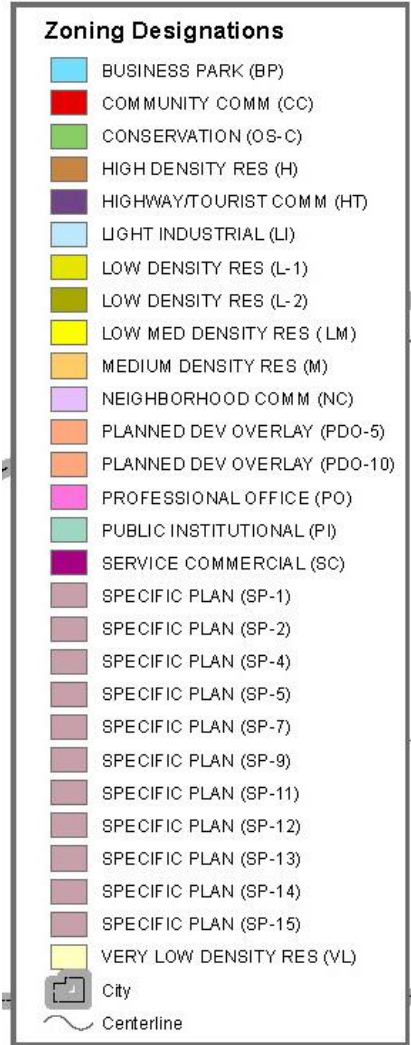 Zoning Designations
BUSINESS PARK (BP)
COMMUNITY COMM (CC)
CONSERVATION (OS-C)
HIGH DENSITY RES (H)
HIGHWAY/TOURIST COMM (HT)
LIGHT INDUSTRIAL (LI)
LOW DENSITY RES (L-1)
LOW DENSITY RES (L-2)
LOW MED DENSITY RES ( LM)
MEDIUM DENSITY RES (M)
NEIGHBORHOOD COMM (NC)
PLANNED DEV OVERLAY (PDO-5)
PLANNED DEV OVERLAY (PDO-10)
PROFESSIONAL OFFICE (PO)
PUBLIC INSTITUTIONAL (PI)
SERVICE COMMERCIAL (SC)
SPECIFIC PLAN (SP-1)
SPECIFIC PLAN (SP-2)
SPECIFIC PLAN (SP-4)
SPECIFIC PLAN (SP-5)
SPECIFIC PLAN (SP-7)
SPECIFIC PLAN (SP-9)
SPECIFIC PLAN (SP-11)
SPECIFIC PLAN (SP-12)
SPECIFIC PLAN (SP-13)
SPECIFIC PLAN (SP-14)
SPECIFIC PLAN (SP-15)
VERY LOW DENSITY RES (VL)
City
Centerline